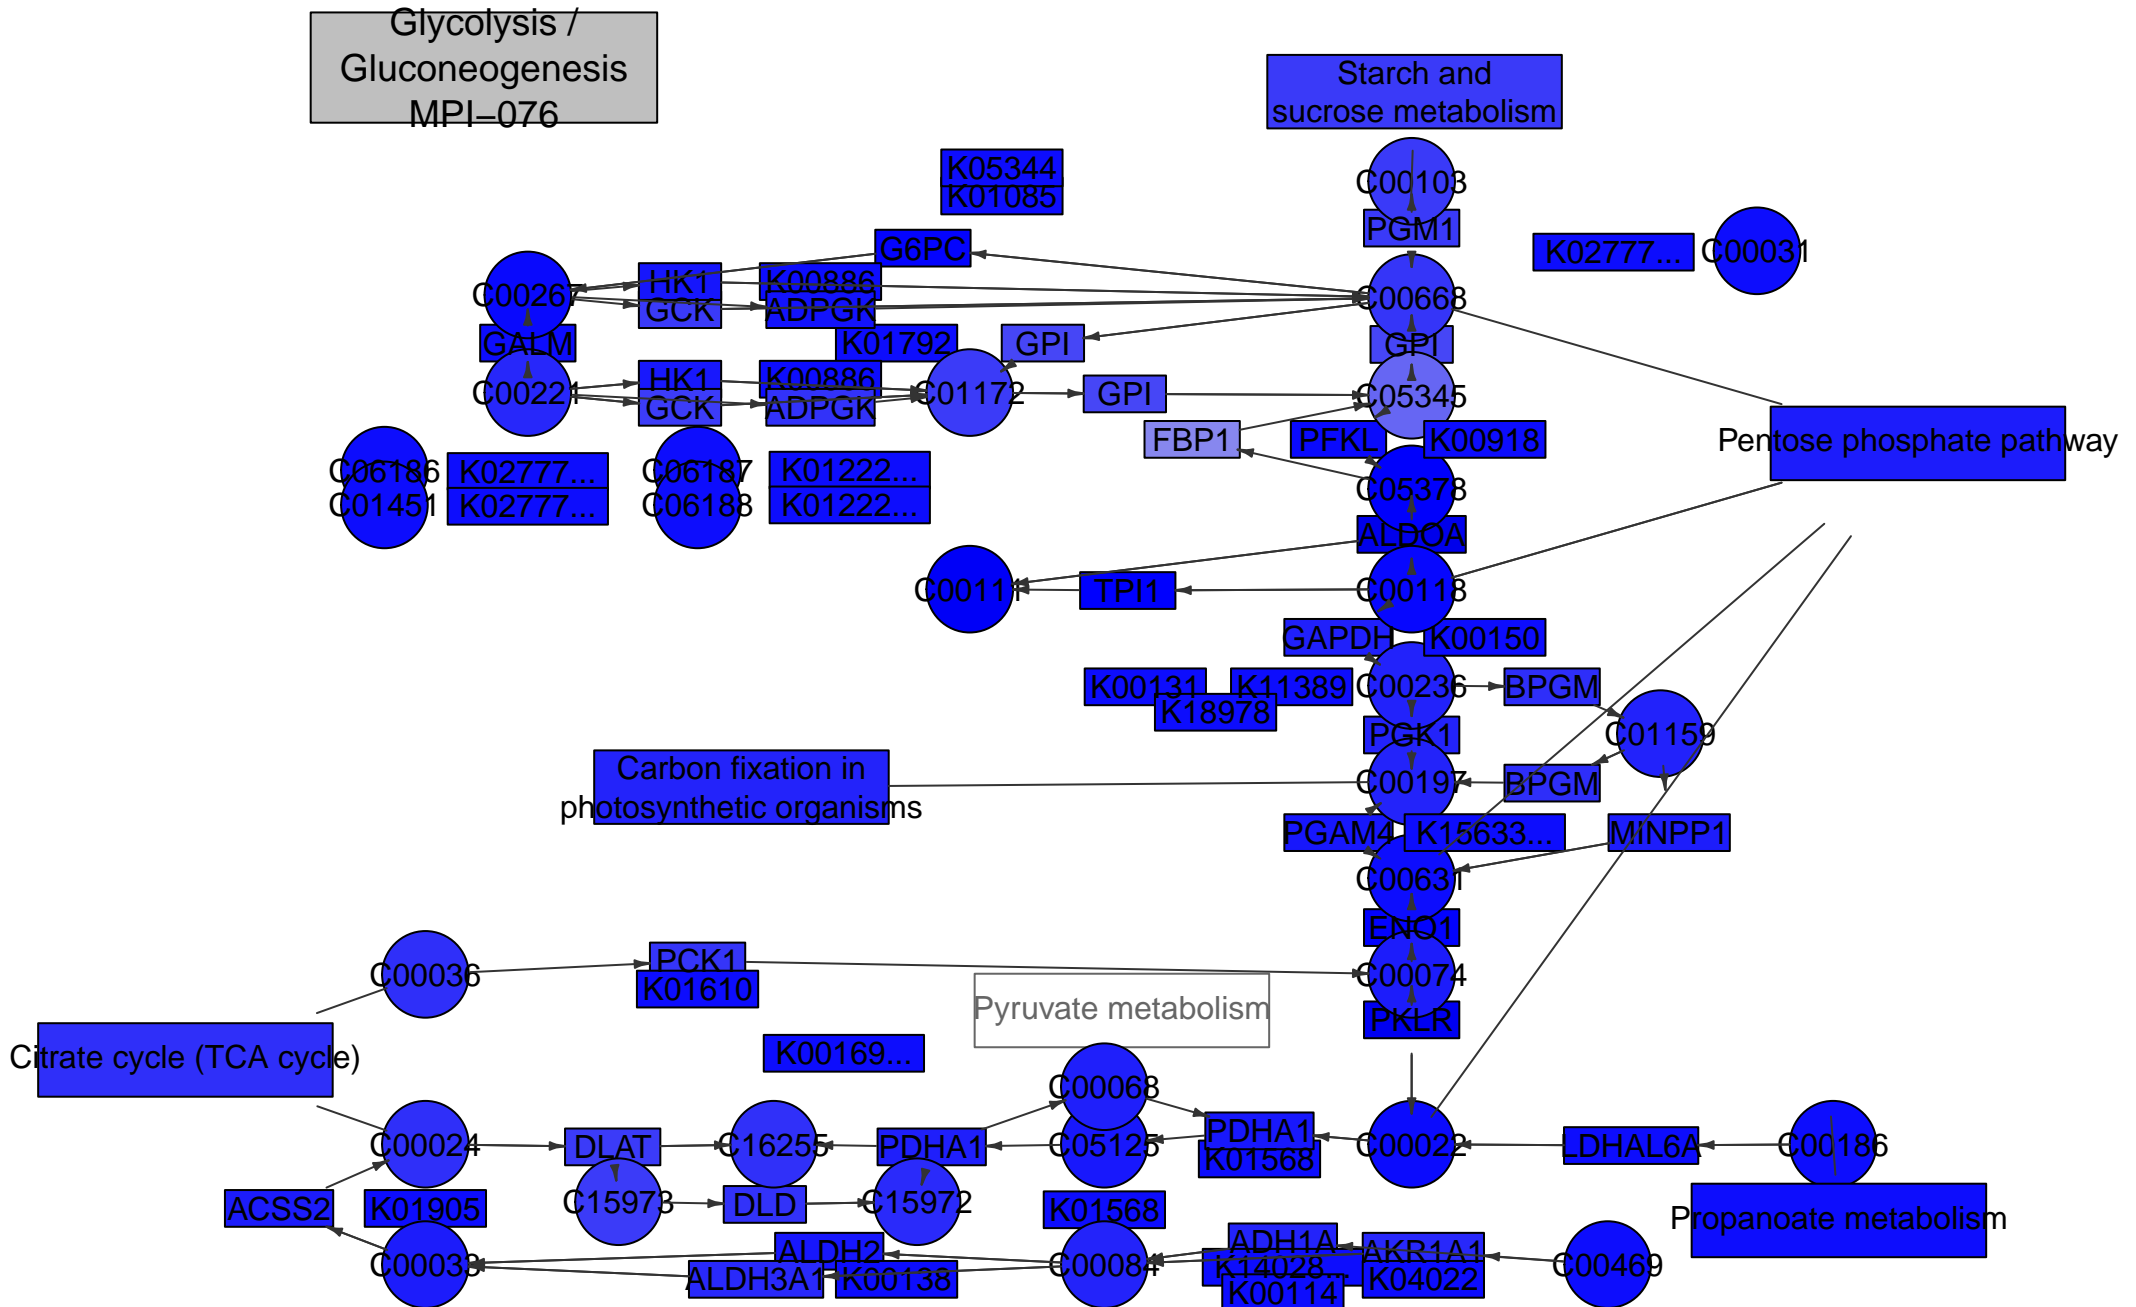 Glycolysis /
Gluconeogenesis
MPI−076
Starch and
sucrose metabolism
K05344
K01085
C00103
PGM1
G6PC
K02777...
C00031
C00267
HK1
K00886
C00668
GCK
ADPGK
GALM
K01792
GPI
GPI
C00221
HK1
K00886
C01172
GPI
C05345
GCK
ADPGK
FBP1
PFKL
K00918
Pentose phosphate pathway
C06186
K02777...
C06187
K01222...
C05378
C01451
K02777...
C06188
K01222...
ALDOA
C00111
TPI1
C00118
GAPDH
K00150
K00131
K11389
C00236
BPGM
K18978
PGK1
C01159
Carbon fixation in
photosynthetic organisms
C00197
BPGM
PGAM4
K15633...
MINPP1
C00631
ENO1
C00036
PCK1
C00074
K01610
Pyruvate metabolism
PKLR
Citrate cycle (TCA cycle)
K00169...
C00068
C00024
DLAT
C16255
PDHA1
C05125
PDHA1
C00022
LDHAL6A
C00186
K01568
ACSS2
K01905
C15973
DLD
C15972
K01568
Propanoate metabolism
C00033
ALDH2
C00084
ADH1A
AKR1A1
C00469
ALDH3A1
K00138
K14028...
K04022
K00114